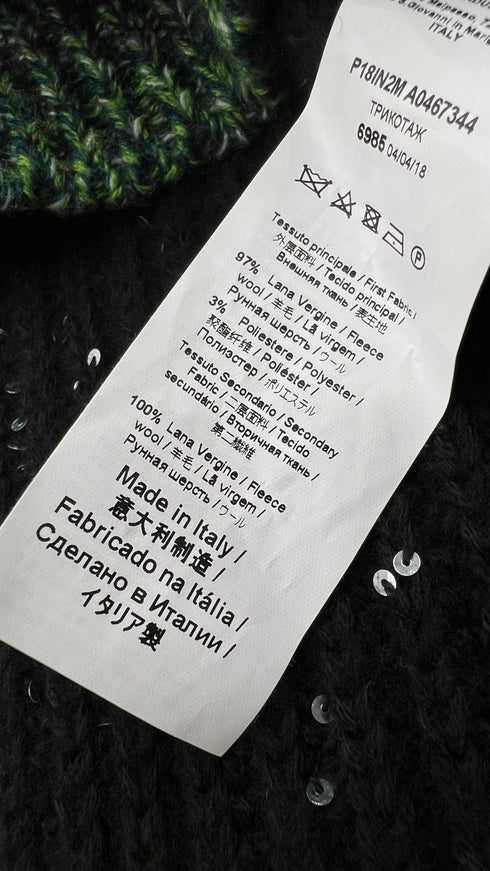 S.Giovanni in Mari
ITALY
P18IN2M A0467344
ТРИКОТАЖ
6985 04/04/18
P
Tessuto principale / First Fabric /
外层面料 / Tecido principal /
Внешняя ткань / 表生地
97% Lana Vergine / Fleece
wool / 羊毛 / Lã virgem /
Рунная шерсть / ウール
3% Poliestere / Polyester /
聚酯纤维 / Poliéster /
Полиэстер / ポリエステル
Tessuto Secondario / Secondary
Fabric / 二层面料 / Tecido
secundário / Вторичная ткань /
第二繊維
100% Lana Vergine / Fleece
wool / 羊毛 / Lã virgem /
Рунная шерсть / ウール
Made in Italy /
意大利制造 /
Fabricado na Itália /
Сделано в Италии /
イタリア製